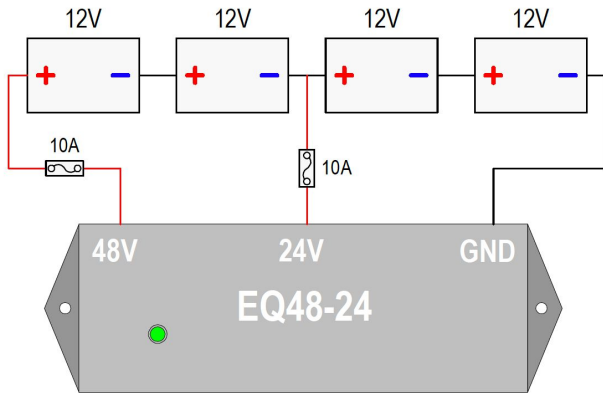 12V 12V 12V 12V
+ − + − + − + −
10A
10A
48V 24V GND
EQ48-24